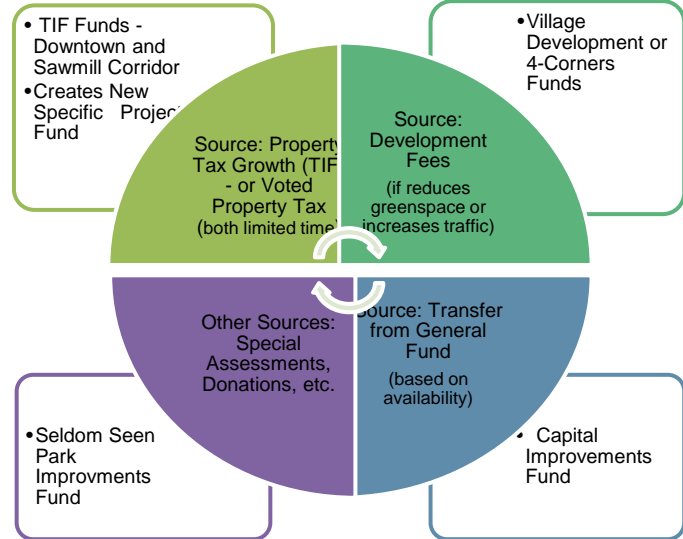 • TIF Funds -
Downtown and
Sawmill Corridor
•Creates New
Specific Projec
Fund
•Village
Development or
4-Corners
Funds
Source: Property
Tax Growth (TIF
- or Voted
Property Tax
(both limited time)
Source:
Development
Fees
(if reduces
greenspace or
increases traffic)
Other Sources:
Special
Assessments,
Donations, etc.
Source: Transfer
from General
Fund
(based on
availability)
•Seldom Seen
Park
Improvments
Fund
• Capital
Improvements
Fund